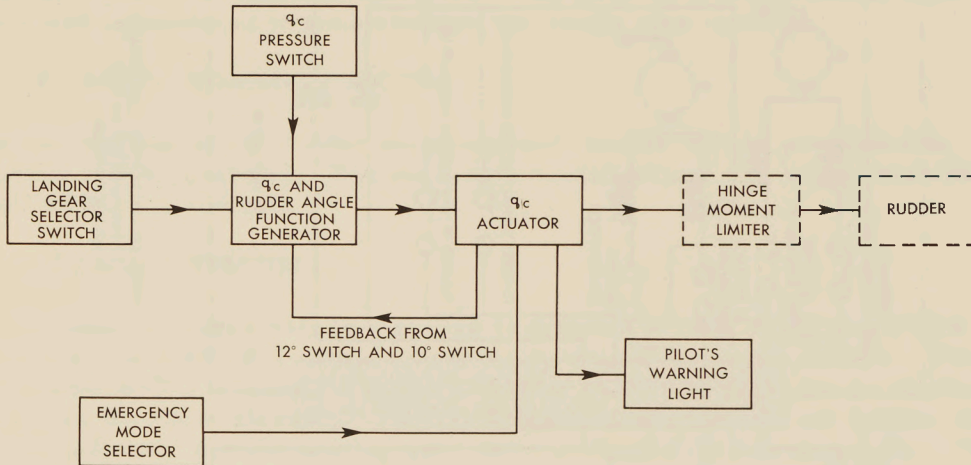 qc
PRESSURE
SWITCH
LANDING
GEAR
SELECTOR
SWITCH
qc AND
RUDDER ANGLE
FUNCTION
GENERATOR
qc
ACTUATOR
HINGE
MOMENT
LIMITER
RUDDER
FEEDBACK FROM
12° SWITCH AND 10° SWITCH
PILOT'S
WARNING
LIGHT
EMERGENCY
MODE
SELECTOR